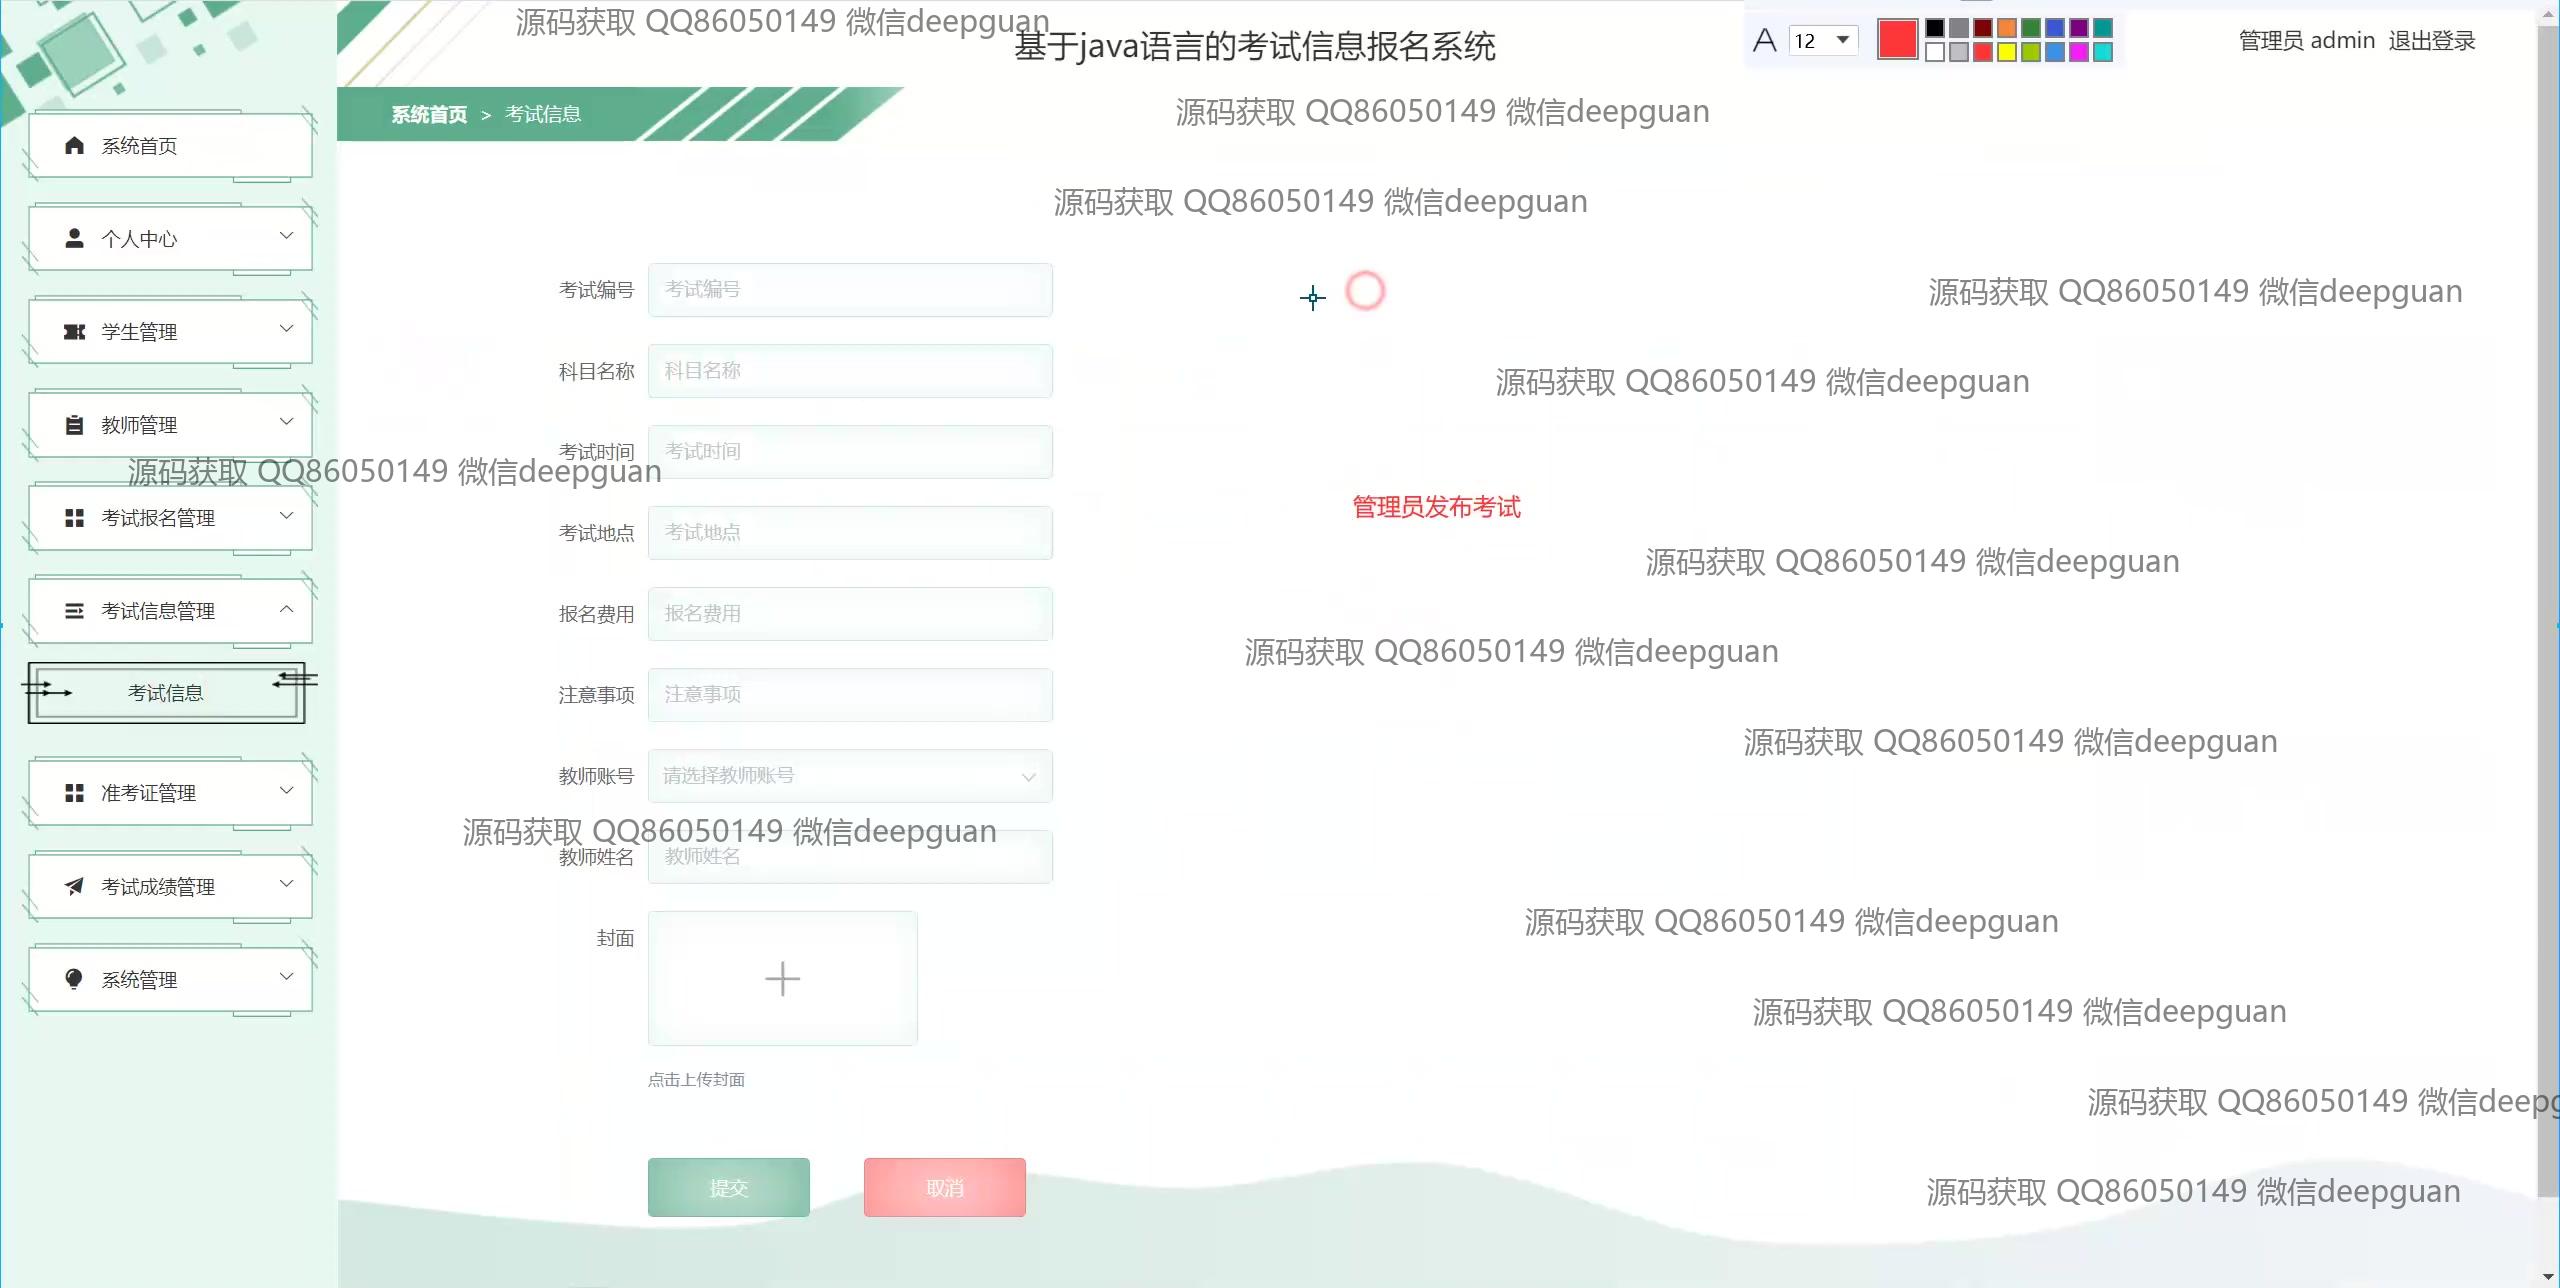 源码获取 QQ86050149 微信deepguan
基于java语言的考试信息报名系统
A 12
管理员 admin 退出登录
系统首页 > 考试信息
源码获取 QQ86050149 微信deepguan
系统首页
源码获取 QQ86050149 微信deepguan
个人中心
考试编号 考试编号
源码获取 QQ86050149 微信deepguan
学生管理
科目名称 科目名称
源码获取 QQ86050149 微信deepguan
教师管理
考试时间 考试时间
源码获取 QQ86050149 微信deepguan
管理员发布考试
考试报名管理
考试地点 考试地点
源码获取 QQ86050149 微信deepguan
考试信息管理
报名费用 报名费用
源码获取 QQ86050149 微信deepguan
考试信息
注意事项 注意事项
源码获取 QQ86050149 微信deepguan
教师账号 请选择教师账号
准考证管理
源码获取 QQ86050149 微信deepguan
教师姓名 教师姓名
考试成绩管理
源码获取 QQ86050149 微信deepguan
封面
系统管理
源码获取 QQ86050149 微信deepguan
点击上传封面
源码获取 QQ86050149 微信deepg
提交 取消
源码获取 QQ86050149 微信deepguan